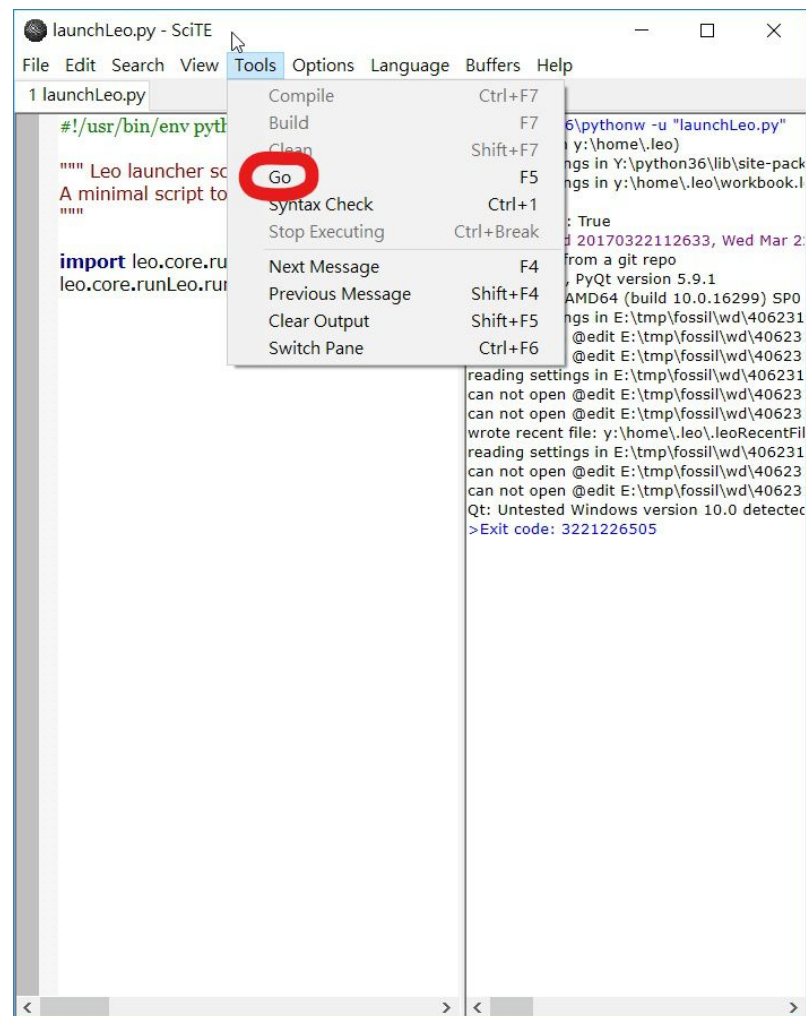 launchLeo.py - SciTE
File Edit Search View Tools Options Language Buffers Help
1 launchLeo.py
#!/usr/bin/env pyth
""" Leo launcher sc
A minimal script to
"""
import leo.core.ru
leo.core.runLeo.ru
Compile Ctrl+F7
Build F7
Clean Shift+F7
Go F5
Syntax Check Ctrl+1
Stop Executing Ctrl+Break
Next Message F4
Previous Message Shift+F4
Clear Output Shift+F5
Switch Pane Ctrl+F6
6\pythonw -u "launchLeo.py"
y:\home\.leo)
ngs in Y:\python36\lib\site-pack
ngs in y:\home\.leo\workbook.l
: True
d 20170322112633, Wed Mar 2
from a git repo
, PyQt version 5.9.1
AMD64 (build 10.0.16299) SP0
ngs in E:\tmp\fossil\wd\406231
@edit E:\tmp\fossil\wd\40623
@edit E:\tmp\fossil\wd\40623
reading settings in E:\tmp\fossil\wd\406231
can not open @edit E:\tmp\fossil\wd\40623
can not open @edit E:\tmp\fossil\wd\40623
wrote recent file: y:\home\.leo\.leoRecentFil
reading settings in E:\tmp\fossil\wd\406231
can not open @edit E:\tmp\fossil\wd\40623
can not open @edit E:\tmp\fossil\wd\40623
Qt: Untested Windows version 10.0 detected
>Exit code: 3221226505